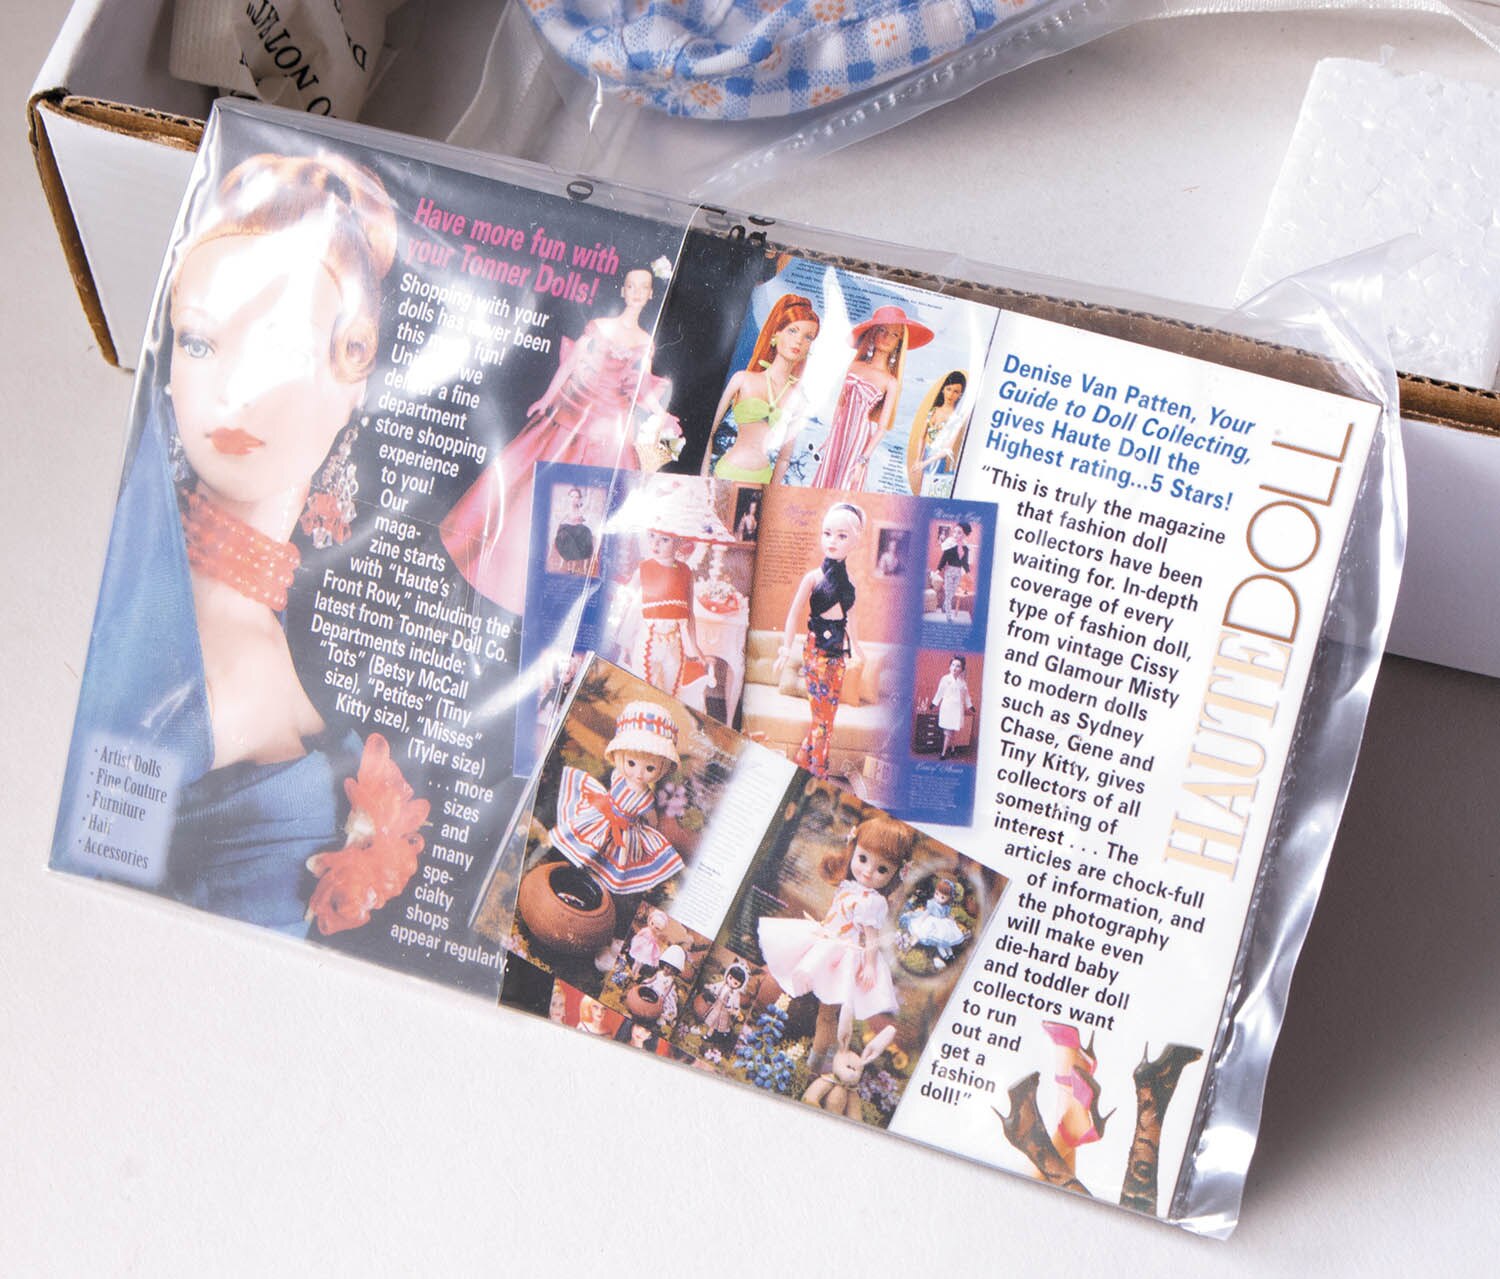 Have more fun with
your Tonner Dolls!
Shopping with your
dolls has never been
this more fun!
we
deliver a fine
department
store shopping
experience
to you!
Our
maga-
zine starts
with "Haute's
Front Row," including the
latest from Tonner Doll Co.
Departments include:
"Tots" (Betsy McCall
size), "Petites" (Tiny
Kitty size), "Misses"
(Tyler size)
. . . more
sizes
and
many
spe-
cialty
shops
appear regularly
· Artist Dolls
· Fine Couture
· Furniture
· Hair
· Accessories
Denise Van Patten, Your
Guide to Doll Collecting,
gives Haute Doll the
Highest rating...5 Stars!
"This is truly the magazine
that fashion doll
collectors have been
waiting for. In-depth
coverage of every
type of fashion doll,
from vintage Cissy
and Glamour Misty
to modern dolls
such as Sydney
Chase, Gene and
Tiny Kitty, gives
collectors of all
something of
interest . . . The
articles are chock-full
of information, and
the photography
will make even
die-hard baby
and toddler doll
collectors want
to run
out and
get a
fashion
doll!"
HAUTEDOLL